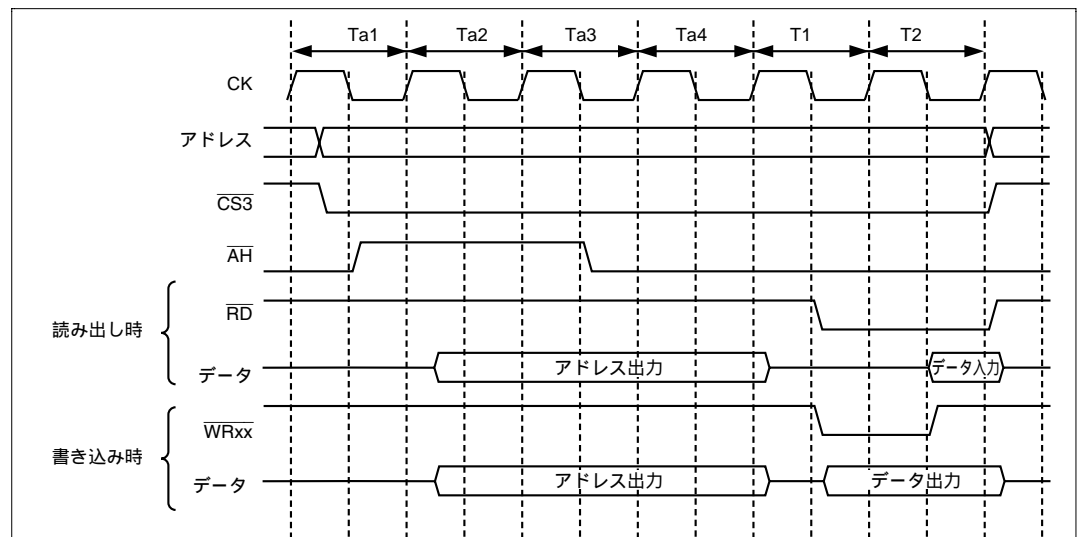 Ta1 Ta2 Ta3 Ta4 T1 T2
CK
アドレス
CS3
AH
読み出し時
RD
データ アドレス出力 データ入力
書き込み時
WRxx
データ アドレス出力 データ出力